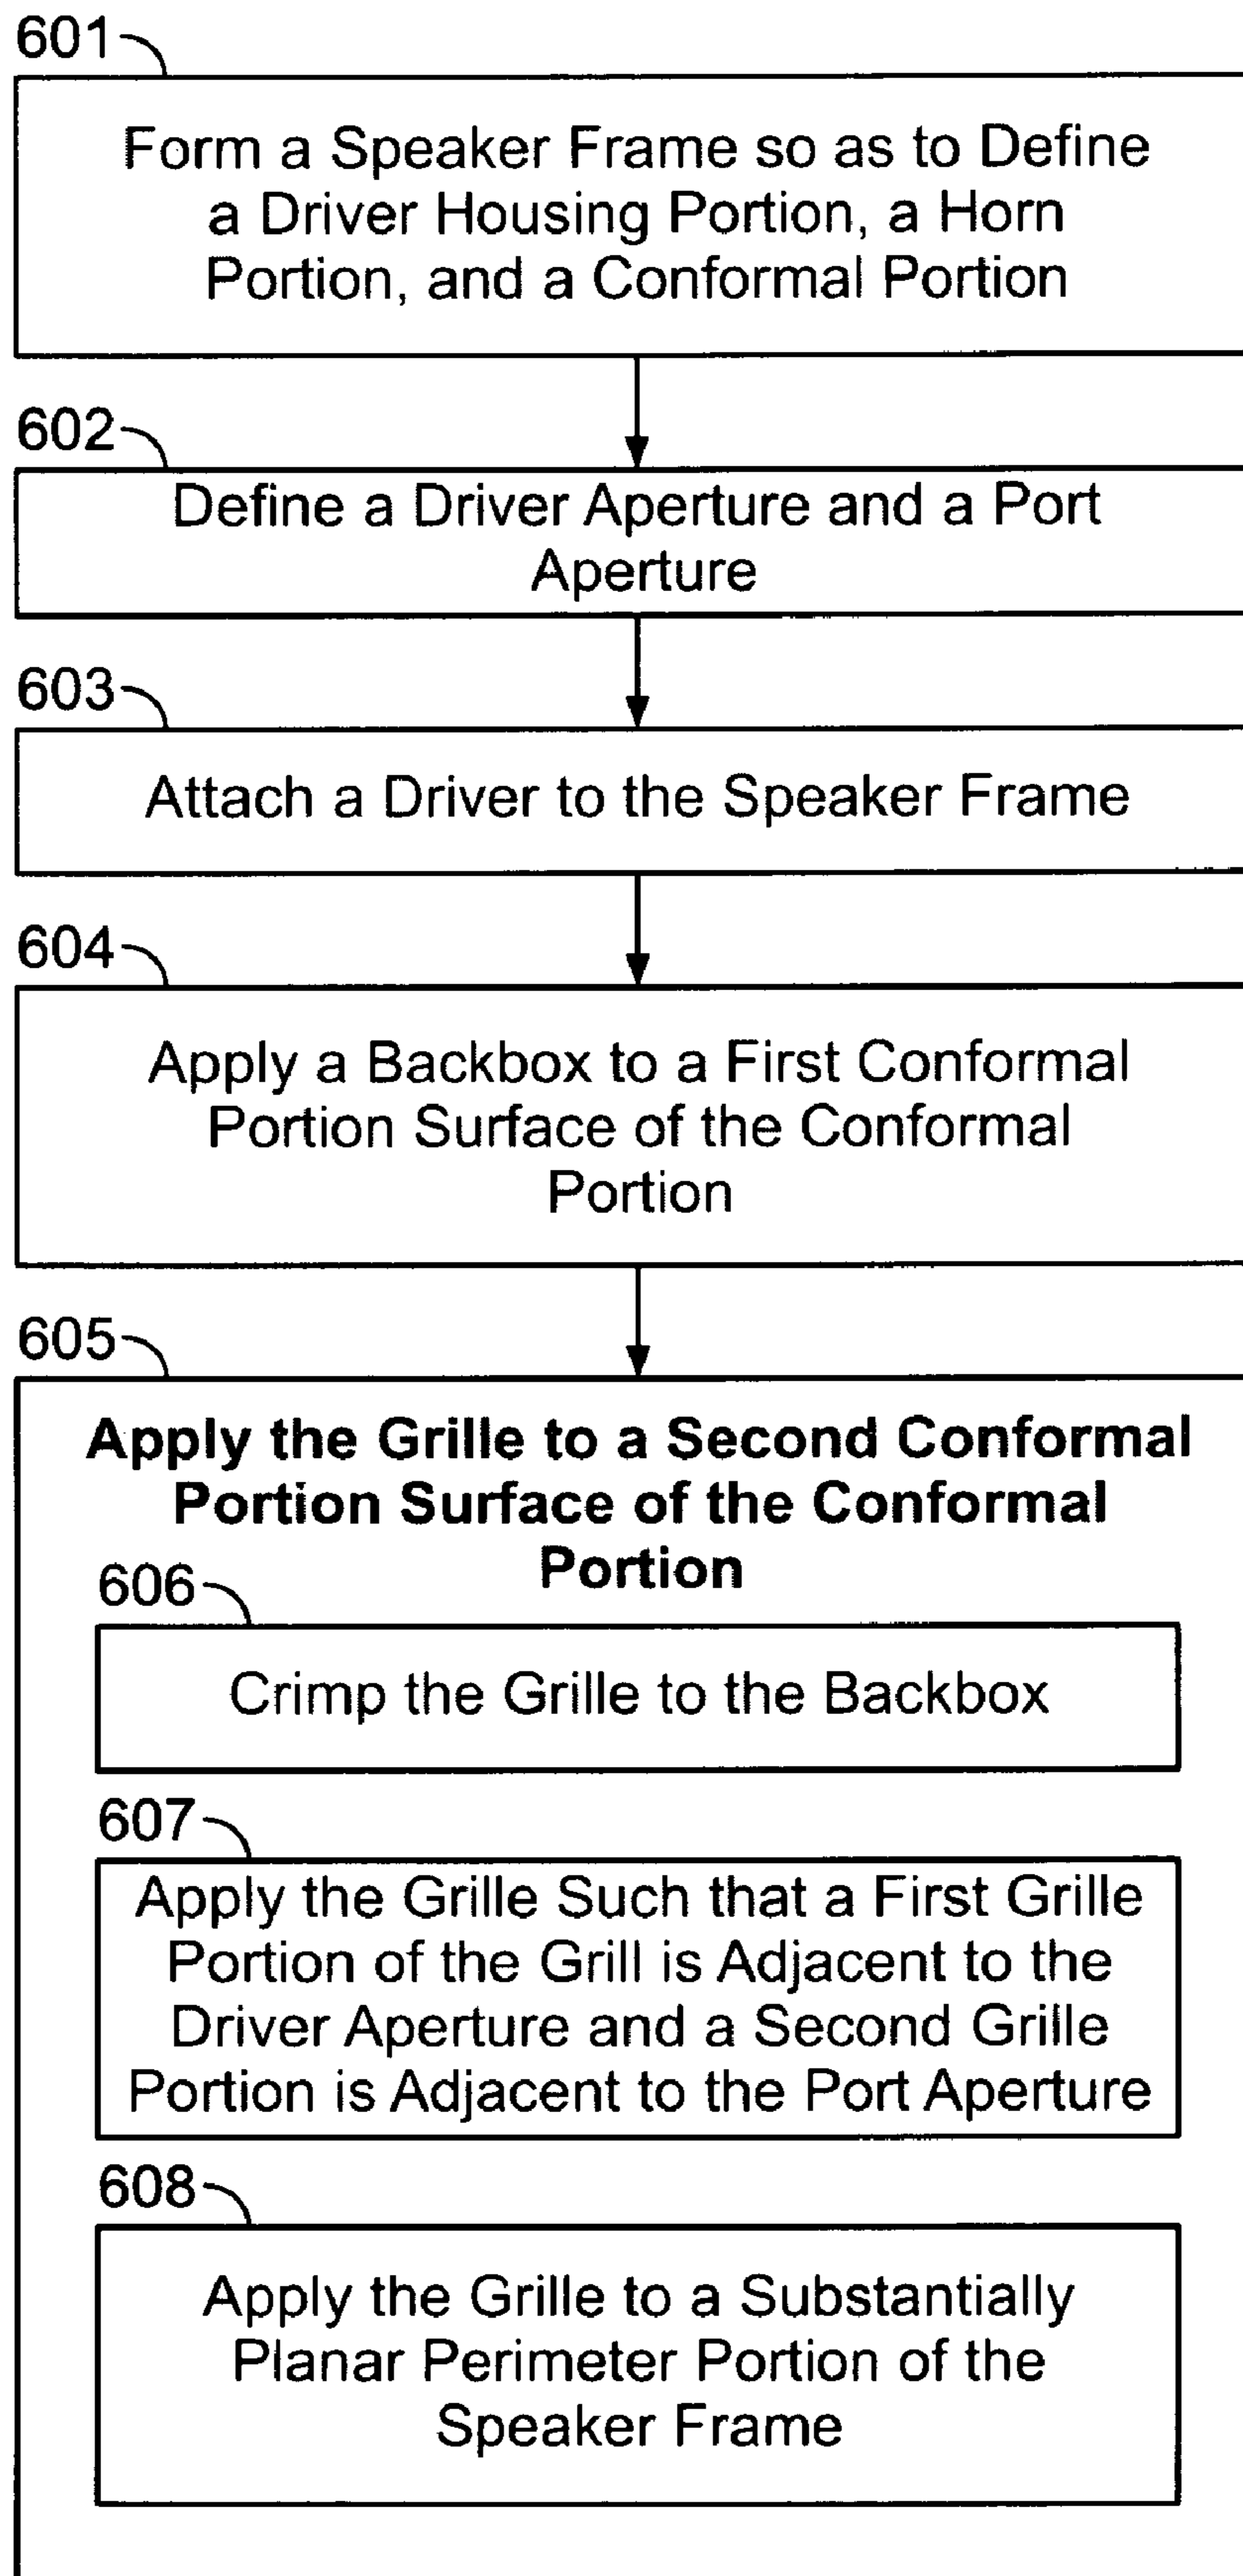 601
Form a Speaker Frame so as to Define
a Driver Housing Portion, a Horn
Portion, and a Conformal Portion
602
Define a Driver Aperture and a Port
Aperture
603
Attach a Driver to the Speaker Frame
604
Apply a Backbox to a First Conformal
Portion Surface of the Conformal
Portion
605
Apply the Grille to a Second Conformal
Portion Surface of the Conformal
Portion
606
Crimp the Grille to the Backbox
607
Apply the Grille Such that a First Grille
Portion of the Grill is Adjacent to the
Driver Aperture and a Second Grille
Portion is Adjacent to the Port Aperture
608
Apply the Grille to a Substantially
Planar Perimeter Portion of the
Speaker Frame